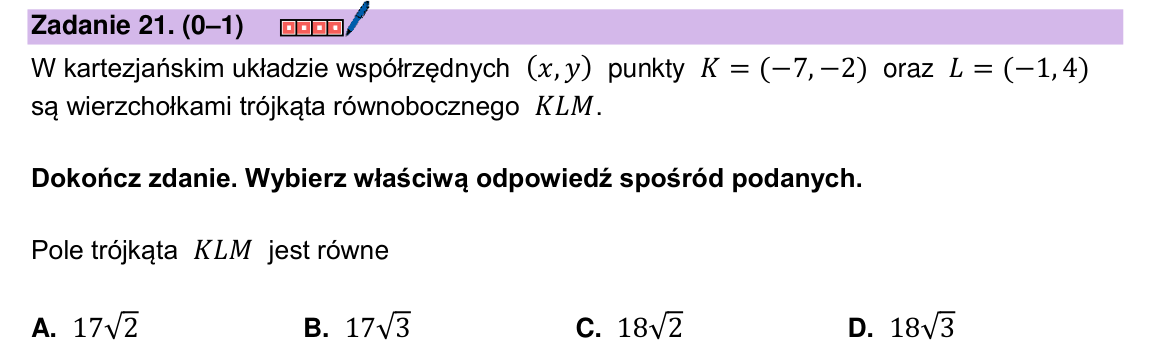 Zadanie 21. (0–1)
W kartezjańskim układzie współrzędnych (x, y) punkty K = (−7, −2) oraz L = (−1, 4)
są wierzchołkami trójkąta równobocznego KLM.
Dokończ zdanie. Wybierz właściwą odpowiedź spośród podanych.
Pole trójkąta KLM jest równe
A. 17√2 B. 17√3 C. 18√2 D. 18√3